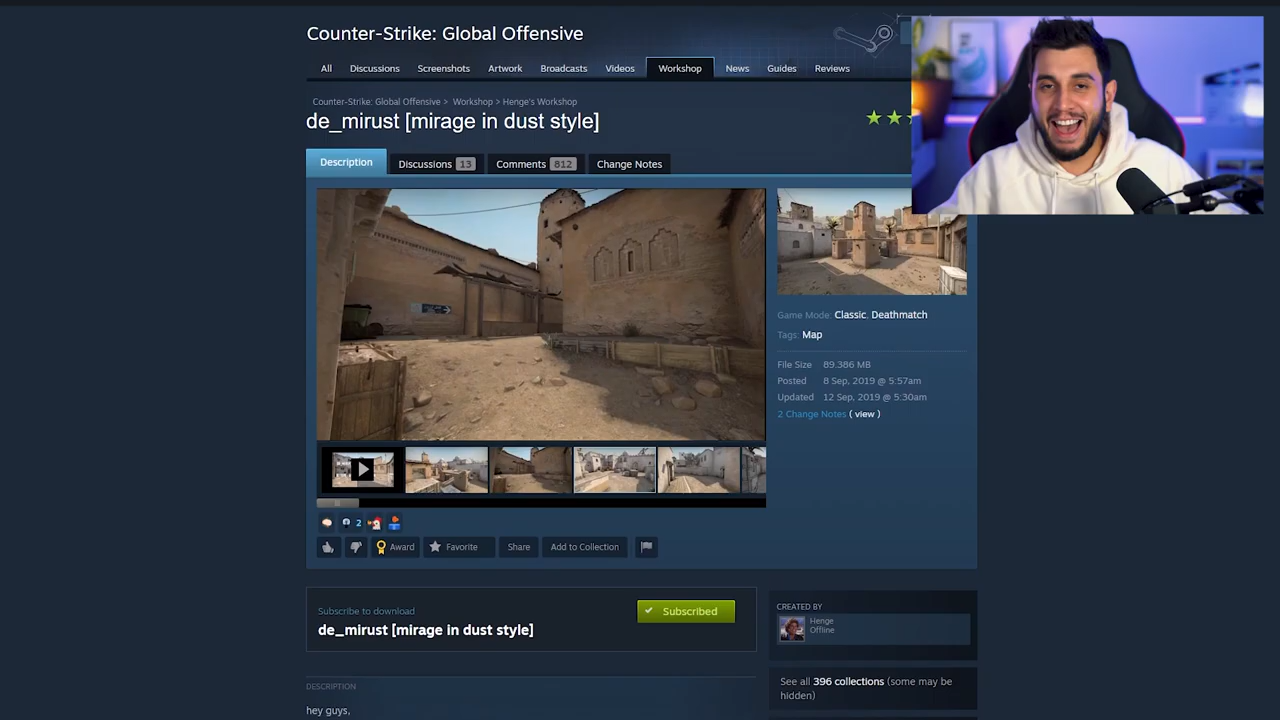 Counter-Strike: Global Offensive
All Discussions Screenshots Artwork Broadcasts Videos Workshop News Guides Reviews
Counter-Strike: Global Offensive > Workshop > Henge's Workshop
de_mirust [mirage in dust style]
Description Discussions 13 Comments 812 Change Notes
Game Mode: Classic, Deathmatch
Tags: Map
File Size 89.386 MB
Posted 8 Sep, 2019 @ 5:57am
Updated 12 Sep, 2019 @ 5:30am
2 Change Notes ( view )
2
Award Favorite Share Add to Collection
Subscribe to download
de_mirust [mirage in dust style]
Subscribed
CREATED BY
Henge
Offline
See all 396 collections (some may be
hidden)
DESCRIPTION
hey guys,